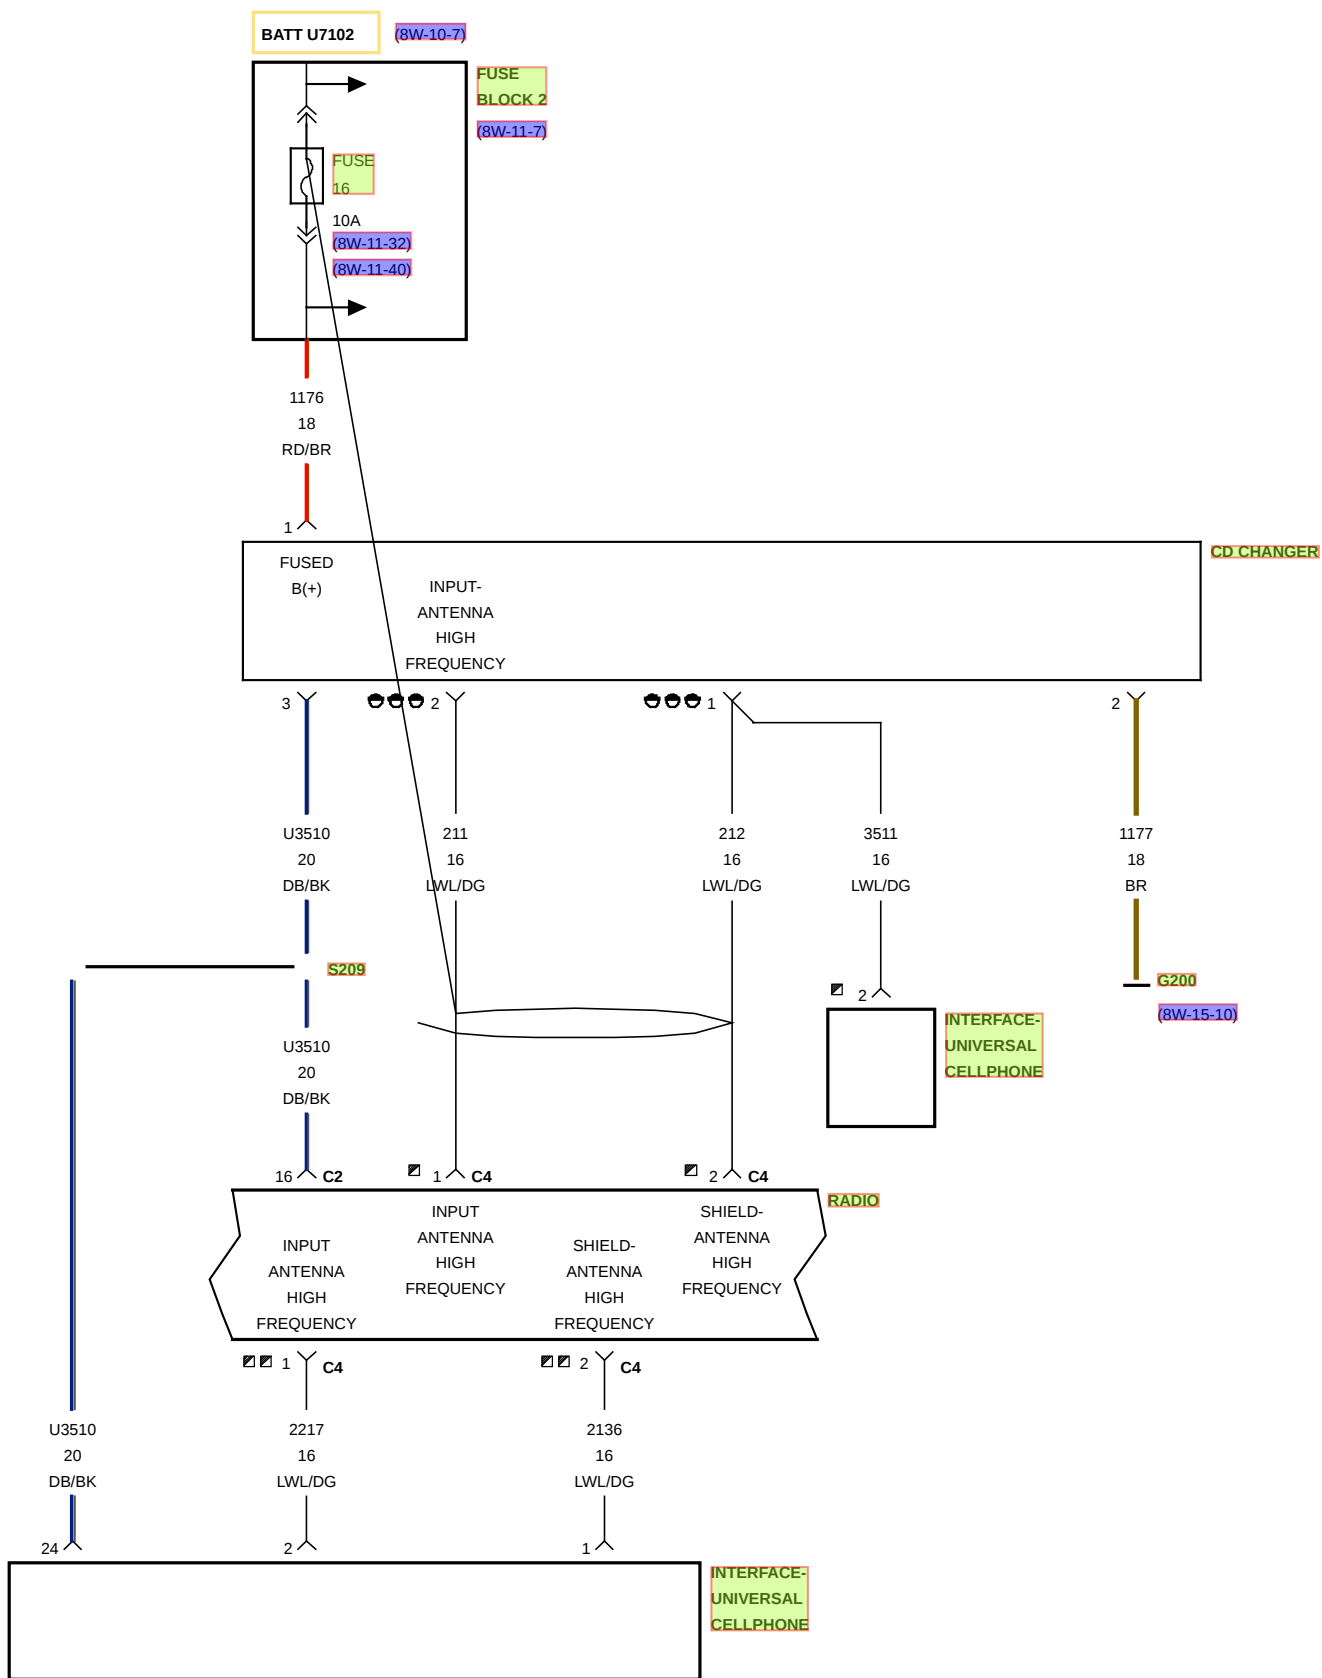 BATT U7102
(8W-10-7)
FUSE
BLOCK 2
(8W-11-7)
FUSE
16
10A
(8W-11-32)
(8W-11-40)
1176
18
RD/BR
1
FUSED
B(+)
INPUT-
ANTENNA
HIGH
FREQUENCY
CD CHANGER
3
2
1
2
U3510
20
DB/BK
211
16
LWL/DG
212
16
LWL/DG
3511
16
LWL/DG
1177
18
BR
S209
G200
(8W-15-10)
2
INTERFACE-
UNIVERSAL
CELLPHONE
U3510
20
DB/BK
16
C2
1
C4
2
C4
RADIO
INPUT
ANTENNA
HIGH
FREQUENCY
INPUT
ANTENNA
HIGH
FREQUENCY
SHIELD-
ANTENNA
HIGH
FREQUENCY
SHIELD-
ANTENNA
HIGH
FREQUENCY
1
C4
2
C4
U3510
20
DB/BK
2217
16
LWL/DG
2136
16
LWL/DG
24
2
1
INTERFACE-
UNIVERSAL
CELLPHONE